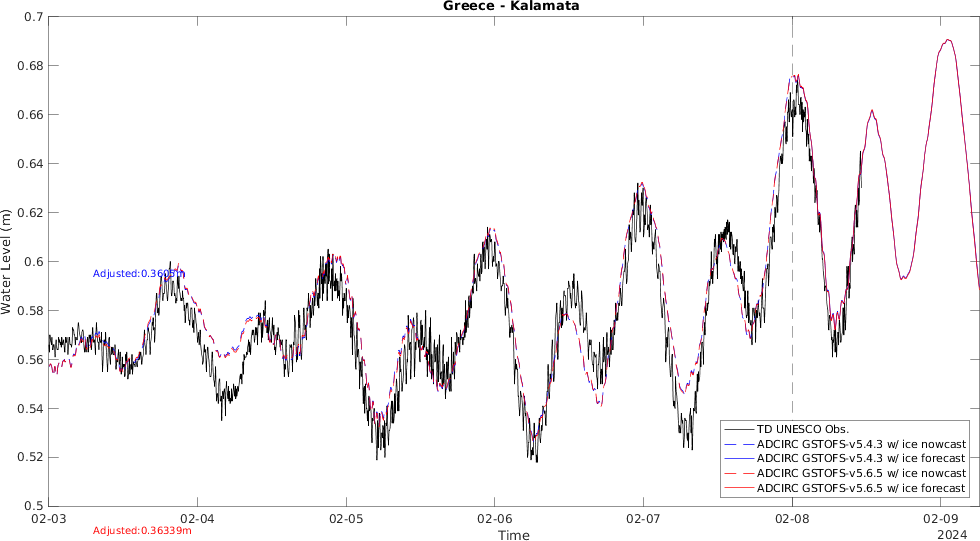 Greece - Kalamata
0.7
0.68
0.66
0.64
0.62
0.6
0.58
0.56
0.54
0.52
0.5
Water Level (m)
Adjusted:0.3605 m
TD UNESCO Obs.
ADCIRC GSTOFS-v5.4.3 w/ ice nowcast
ADCIRC GSTOFS-v5.4.3 w/ ice forecast
ADCIRC GSTOFS-v5.6.5 w/ ice nowcast
ADCIRC GSTOFS-v5.6.5 w/ ice forecast
02-03 02-04 02-05 02-06 02-07 02-08 02-09
Adjusted:0.36339m
Time
2024